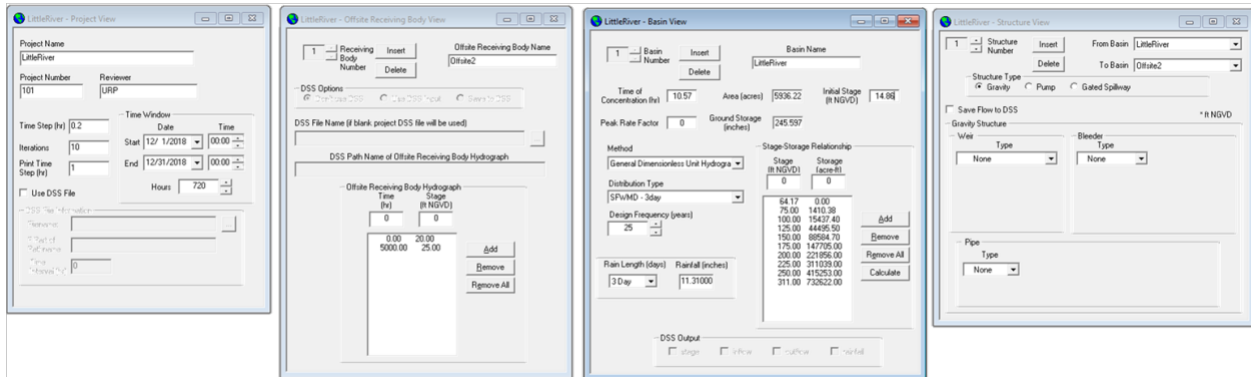 LittleRiver - Project View
Project Name
LittleRiver
Project Number Reviewer
101 URP
Time Step (hr) 0.2
Iterations 10
Print Time Step (hr) 1
Use DSS File
Time Window
Date Time
Start 12/ 1/2018 00:00
End 12/31/2018 00:00
Hours 720
DSS File Information
Filename
Pathname
LittleRiver - Offsite Receiving Body View
1 Receiving Body Number
Insert
Delete
Offsite Receiving Body Name
Offsite2
DSS Options
Use DSS Input
DSS File Name (if blank project DSS file will be used)
DSS Path Name of Offsite Receiving Body Hydrograph
Offsite Receiving Body Hydrograph
Time (hr) Stage (ft NGVD)
0 0
0.00 20.00
5000.00 25.00
Add
Remove
Remove All
LittleRiver - Basin View
1 Basin Number
Insert
Delete
Basin Name
LittleRiver
Time of Concentration (hr) 10.57
Area (acres) 5936.22
Initial Stage (ft NGVD) 14.86
Peak Rate Factor 0
Ground Storage (inches) 245.597
Method
General Dimensionless Unit Hydrogra
Distribution Type
SFWMD - 3day
Design Frequency (years)
25
Rain Length (days) Rainfall (inches)
3 Day 11.31000
Stage-Storage Relationship
Stage (ft NGVD) Storage (acre-ft)
0 0
64.17 0.00
75.00 1410.38
100.00 15437.40
125.00 44495.50
150.00 88584.70
175.00 147705.00
200.00 221856.00
225.00 311039.00
250.00 415253.00
311.00 732622.00
Add
Remove
Remove All
Calculate
DSS Output
stage inflow outflow rainfall
LittleRiver - Structure View
1 Structure Number
Insert
Delete
From Basin LittleRiver
To Basin Offsite2
Structure Type
Gravity Pump Gated Spillway
Save Flow to DSS
* ft NGVD
Gravity Structure
Weir
Type
None
Bleeder
Type
None
Pipe
Type
None